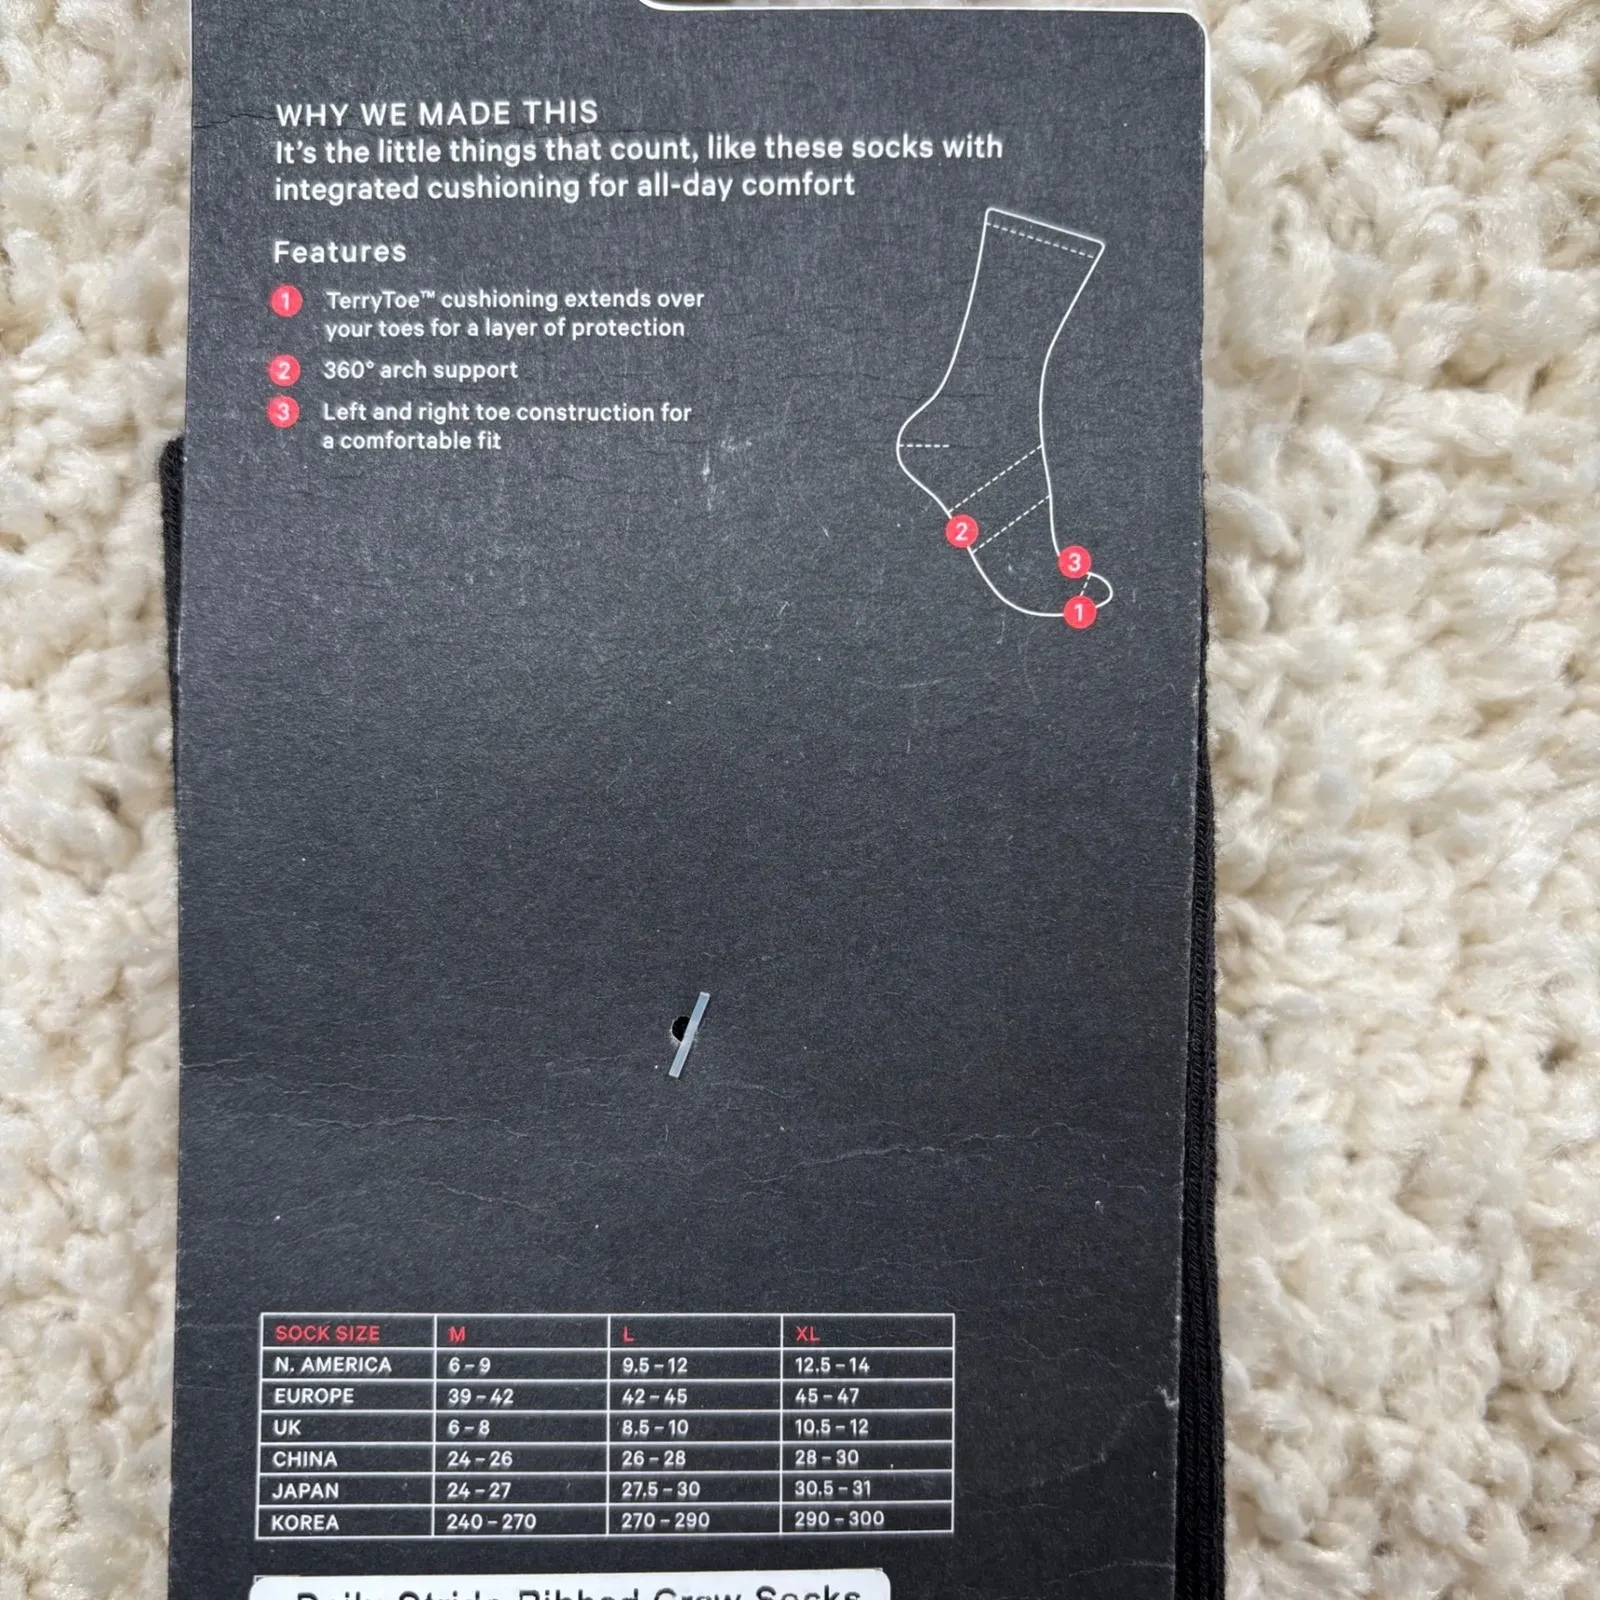 WHY WE MADE THIS
It's the little things that count, like these socks with
integrated cushioning for all-day comfort
Features
1 TerryToe™ cushioning extends over
your toes for a layer of protection
2 360° arch support
3 Left and right toe construction for
a comfortable fit
2
3
1
SOCK SIZE M L XL
N. AMERICA 6 – 9 9.5 – 12 12.5 – 14
EUROPE 39 – 42 42 – 45 45 – 47
UK 6 – 8 8.5 – 10 10.5 – 12
CHINA 24 – 26 26 – 28 28 – 30
JAPAN 24 – 27 27.5 – 30 30.5 – 31
KOREA 240 – 270 270 – 290 290 – 300
Daily Stride Ribbed Crew Socks